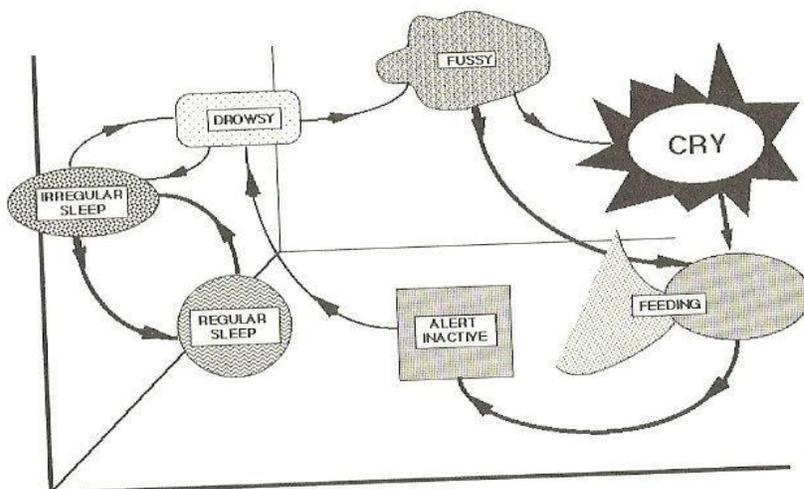 FUSSY
DROWSY
CRY
IRREGULAR
SLEEP
REGULAR
SLEEP
ALERT
INACTIVE
FEEDING